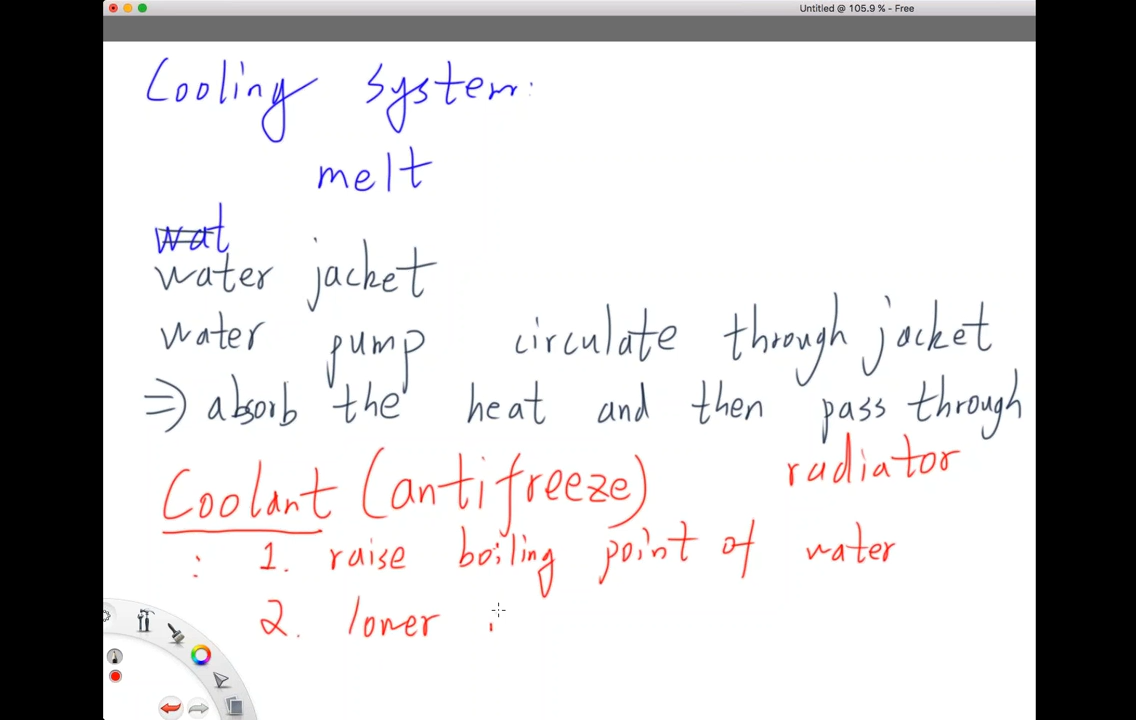 Untitled @ 105.9 % - Free
Cooling system:
melt
wat
water jacket
water pump circulate through jacket
=> absorb the heat and then pass through
radiator
Coolant (antifreeze)
: 1. raise boiling point of water
2. lower